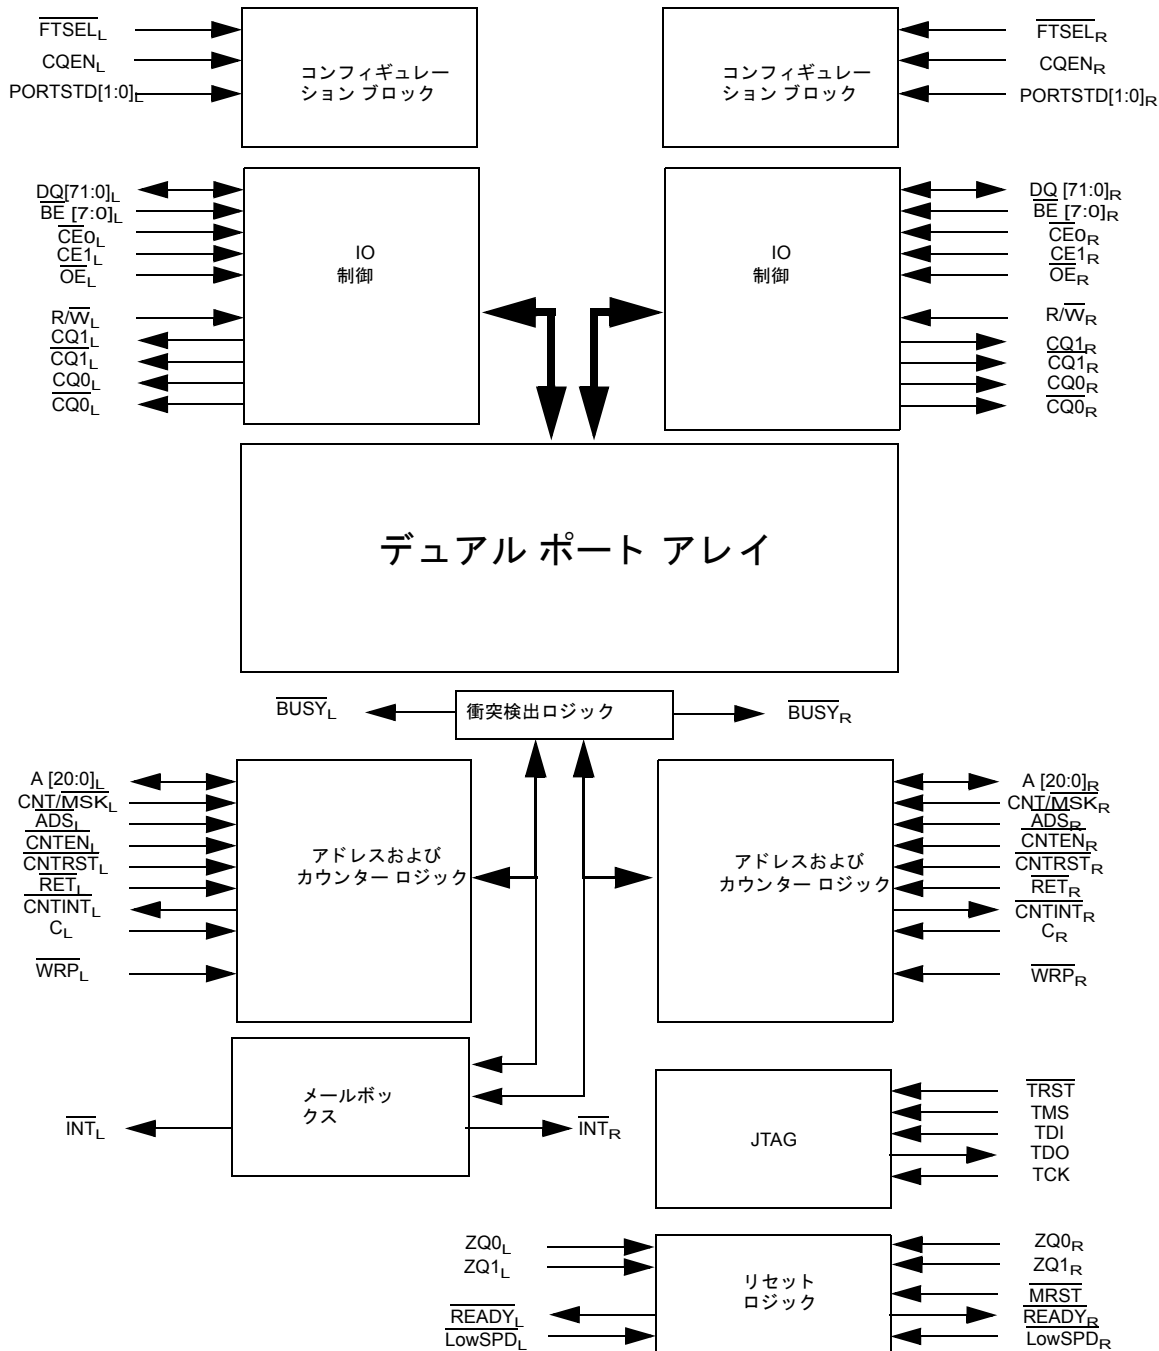 FTSEL_L
CQEN_L
PORTSTD[1:0]_L
コンフィギュレー
ション ブロック
コンフィギュレー
ション ブロック
FTSEL_R
CQEN_R
PORTSTD[1:0]_R
DQ[71:0]_L
BE [7:0]_L
CE0_L
CE1_L
OE_L
R/W_L
CQ1_L
CQ1_L
CQ0_L
CQ0_L
IO
制御
IO
制御
DQ [71:0]_R
BE [7:0]_R
CE0_R
CE1_R
OE_R
R/W_R
CQ1_R
CQ1_R
CQ0_R
CQ0_R
デュアル ポート アレイ
BUSY_L
衝突検出ロジック
BUSY_R
A [20:0]_L
CNT/MSK_L
ADS_L
CNTEN_L
CNTRST_L
RET_L
CNTINT_L
C_L
WRP_L
アドレスおよび
カウンター ロジック
アドレスおよび
カウンター ロジック
A [20:0]_R
CNT/MSK_R
ADS_R
CNTEN_R
CNTRST_R
RET_R
CNTINT_R
C_R
WRP_R
INT_L
メールボッ
クス
INT_R
JTAG
TRST
TMS
TDI
TDO
TCK
ZQ0_L
ZQ1_L
READY_L
LowSPD_L
リセット
ロジック
ZQ0_R
ZQ1_R
MRST
READY_R
LowSPD_R